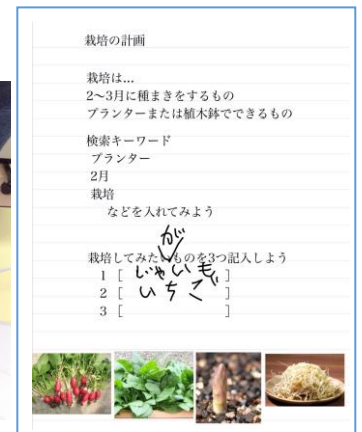 栽培の計画
栽培は...
2〜3月に種まきをするもの
プランターまたは植木鉢でできるもの
検索キーワード
プランター
2月
栽培
などを入れてみよう
栽培してみたいものを3つ記入しよう
が
1 [ じゃいも ]
2 [ いちご ]
3 [ ]